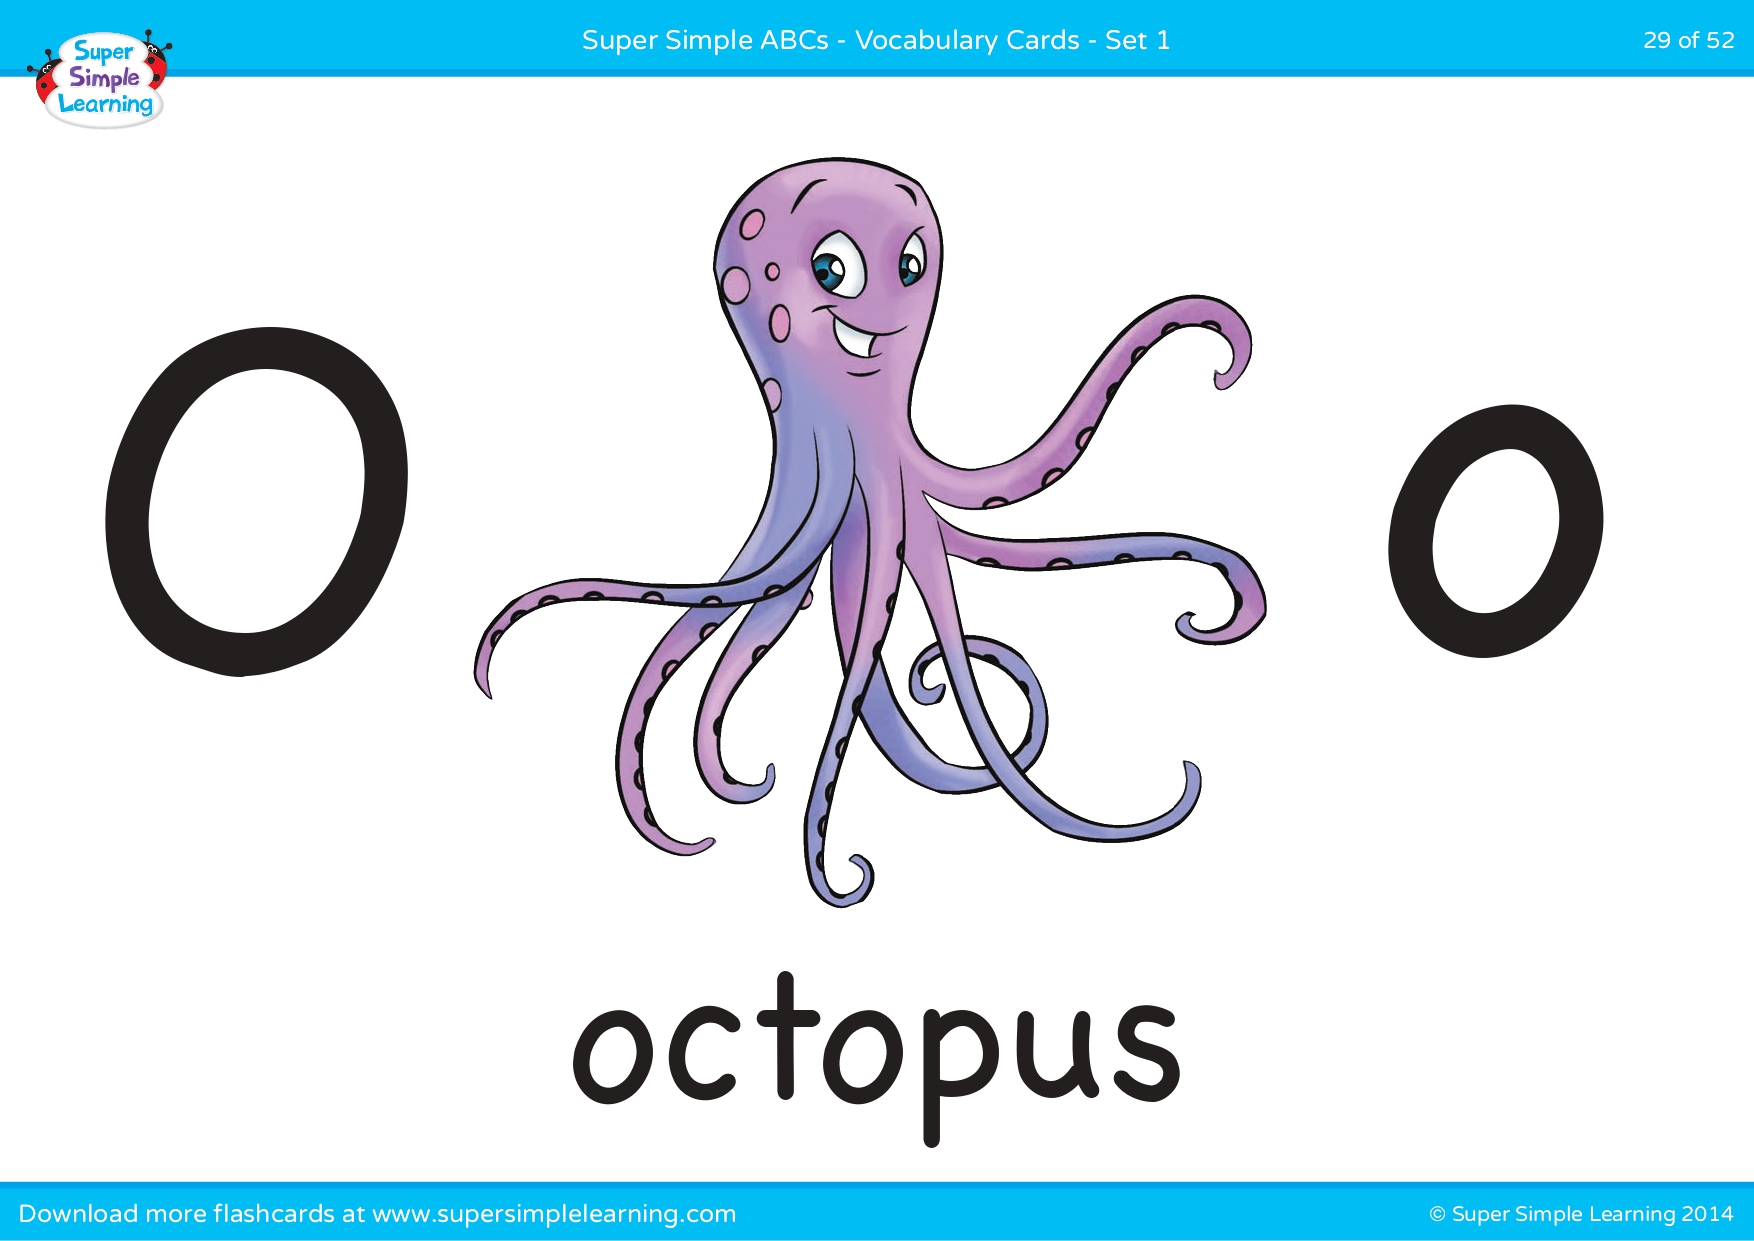 Super Simple ABCs - Vocabulary Cards - Set 1
29 of 52
Super
Simple
Learning
O
o
octopus
Download more flashcards at www.supersimplelearning.com
© Super Simple Learning 2014